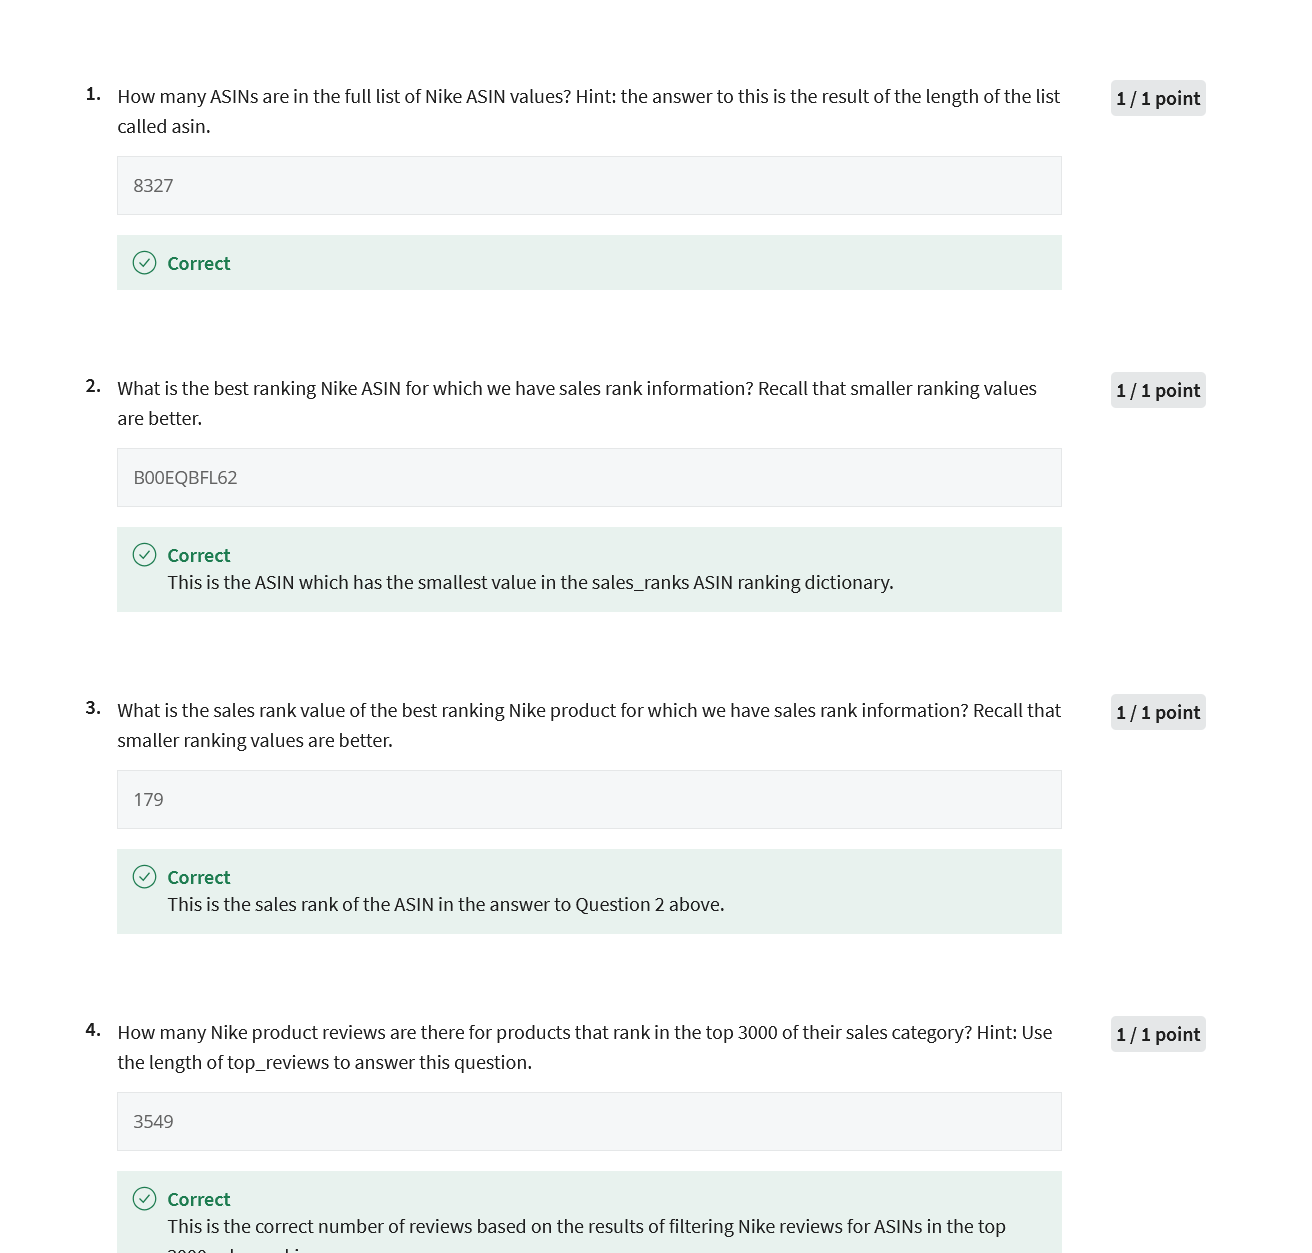 1. How many ASINs are in the full list of Nike ASIN values? Hint: the answer to this is the result of the length of the list
called asin.
1 / 1 point
8327
Correct
2. What is the best ranking Nike ASIN for which we have sales rank information? Recall that smaller ranking values
are better.
1 / 1 point
B00EQBFL62
Correct
This is the ASIN which has the smallest value in the sales_ranks ASIN ranking dictionary.
3. What is the sales rank value of the best ranking Nike product for which we have sales rank information? Recall that
smaller ranking values are better.
1 / 1 point
179
Correct
This is the sales rank of the ASIN in the answer to Question 2 above.
4. How many Nike product reviews are there for products that rank in the top 3000 of their sales category? Hint: Use
the length of top_reviews to answer this question.
1 / 1 point
3549
Correct
This is the correct number of reviews based on the results of filtering Nike reviews for ASINs in the top